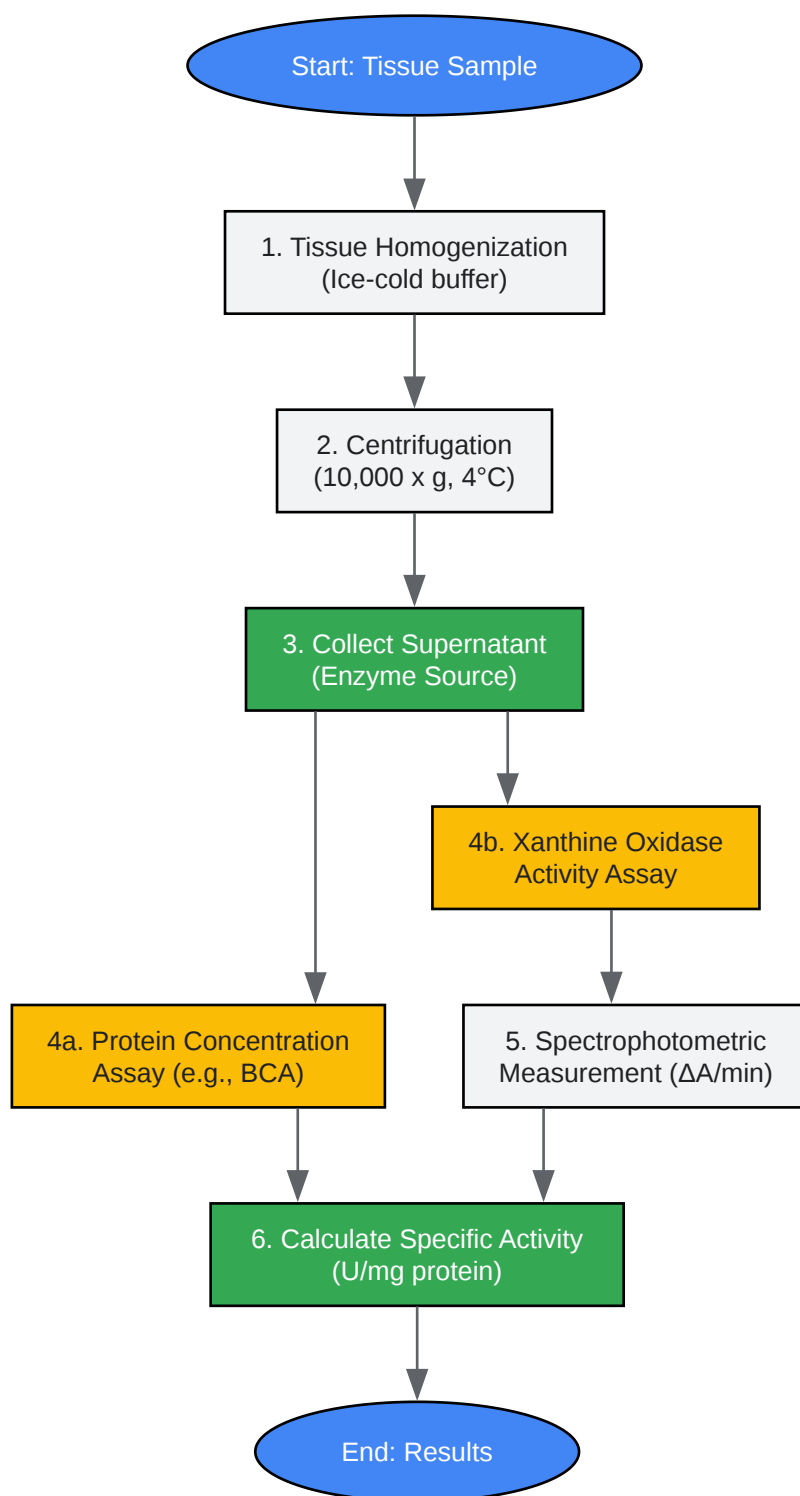 Start: Tissue Sample
1. Tissue Homogenization
(Ice-cold buffer)
2. Centrifugation
(10,000 x g, 4°C)
3. Collect Supernatant
(Enzyme Source)
4b. Xanthine Oxidase
Activity Assay
4a. Protein Concentration
Assay (e.g., BCA)
5. Spectrophotometric
Measurement (ΔA/min)
6. Calculate Specific Activity
(U/mg protein)
End: Results